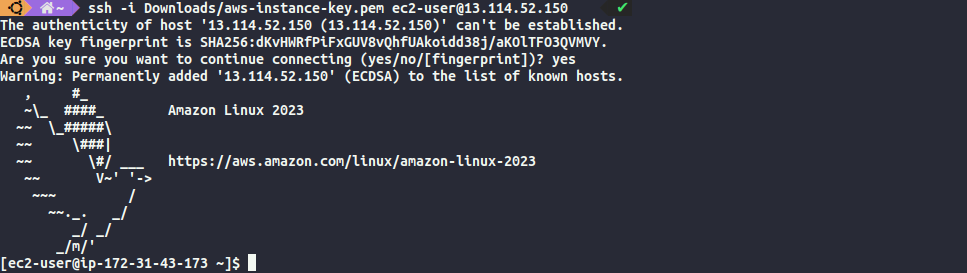 ~ ssh -i Downloads/aws-instance-key.pem ec2-user@13.114.52.150 ✔
The authenticity of host '13.114.52.150 (13.114.52.150)' can't be established.
ECDSA key fingerprint is SHA256:dKvHWRfPiFxGUV8vQhfUAkoidd38j/aKOlTFO3QVMVY.
Are you sure you want to continue connecting (yes/no/[fingerprint])? yes
Warning: Permanently added '13.114.52.150' (ECDSA) to the list of known hosts.
   ,     #_
   ~\_  ####_        Amazon Linux 2023
  ~~  \_#####\
  ~~     \###|
  ~~       \#/ ___   https://aws.amazon.com/linux/amazon-linux-2023
   ~~       V~' '->
    ~~~         /
      ~~._.   _/
         _/ _/
       _/m/'
[ec2-user@ip-172-31-43-173 ~]$